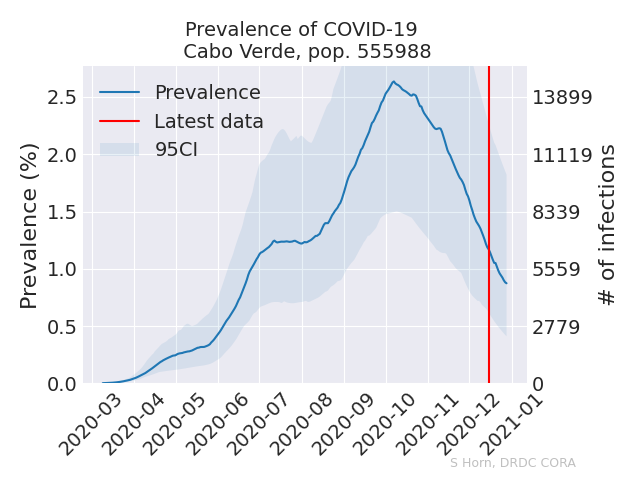 Prevalence of COVID-19
Cabo Verde, pop. 555988
Prevalence
Latest data
95CI
Prevalence (%)
2.5
2.0
1.5
1.0
0.5
0.0
13899
11119
8339
5559
2779
0
# of infections
2020-03
2020-04
2020-05
2020-06
2020-07
2020-08
2020-09
2020-10
2020-11
2020-12
2021-01
S Horn, DRDC CORA